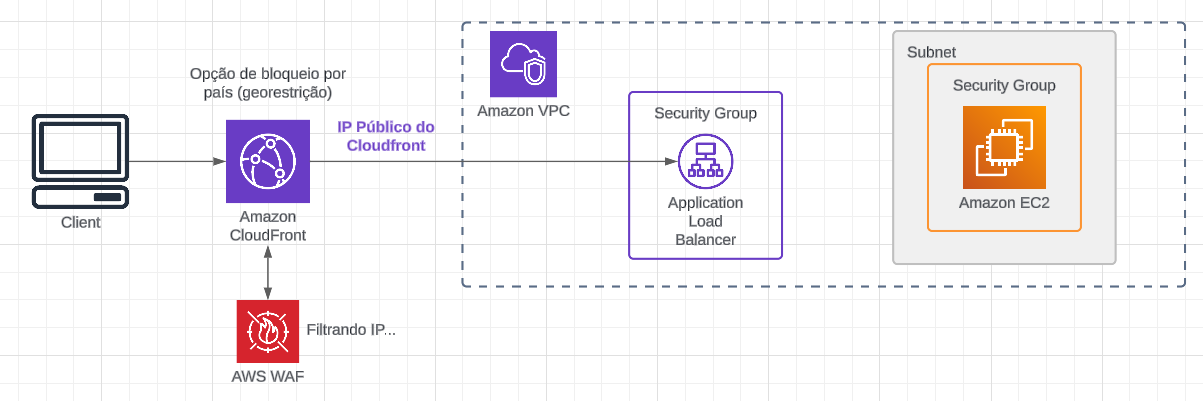 Opção de bloqueio por
país (georestrição)
Client
Amazon
CloudFront
IP Público do
Cloudfront
Filtrando IP...
AWS WAF
Amazon VPC
Security Group
Application
Load
Balancer
Subnet
Security Group
Amazon EC2